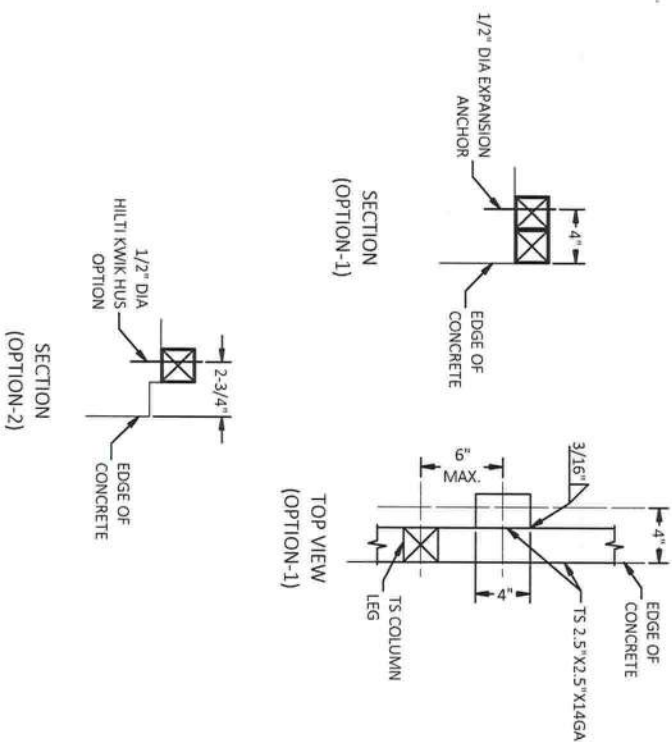 1/2" DIA EXPANSION
ANCHOR
4"
EDGE OF
CONCRETE
SECTION
(OPTION-1)
3/16"
6"
MAX.
4"
EDGE OF
CONCRETE
TS 2.5"X2.5"X14GA
4"
TS COLUMN
LEG
TOP VIEW
(OPTION-1)
1/2" DIA
HILTI KWIK HUS
OPTION
2-3/4"
EDGE OF
CONCRETE
SECTION
(OPTION-2)